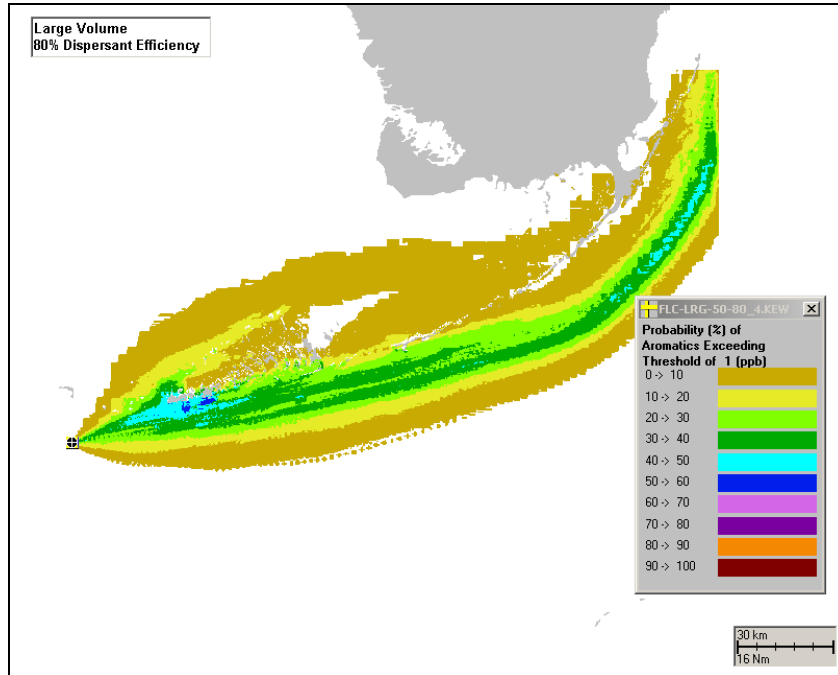 Large Volume
80% Dispersant Efficiency
FLC-LRG-50-80_4.KEW
Probability (%) of
Aromatics Exceeding
Threshold of 1 (ppb)
0 -> 10
10 -> 20
20 -> 30
30 -> 40
40 -> 50
50 -> 60
60 -> 70
70 -> 80
80 -> 90
90 -> 100
30 km
16 Nm